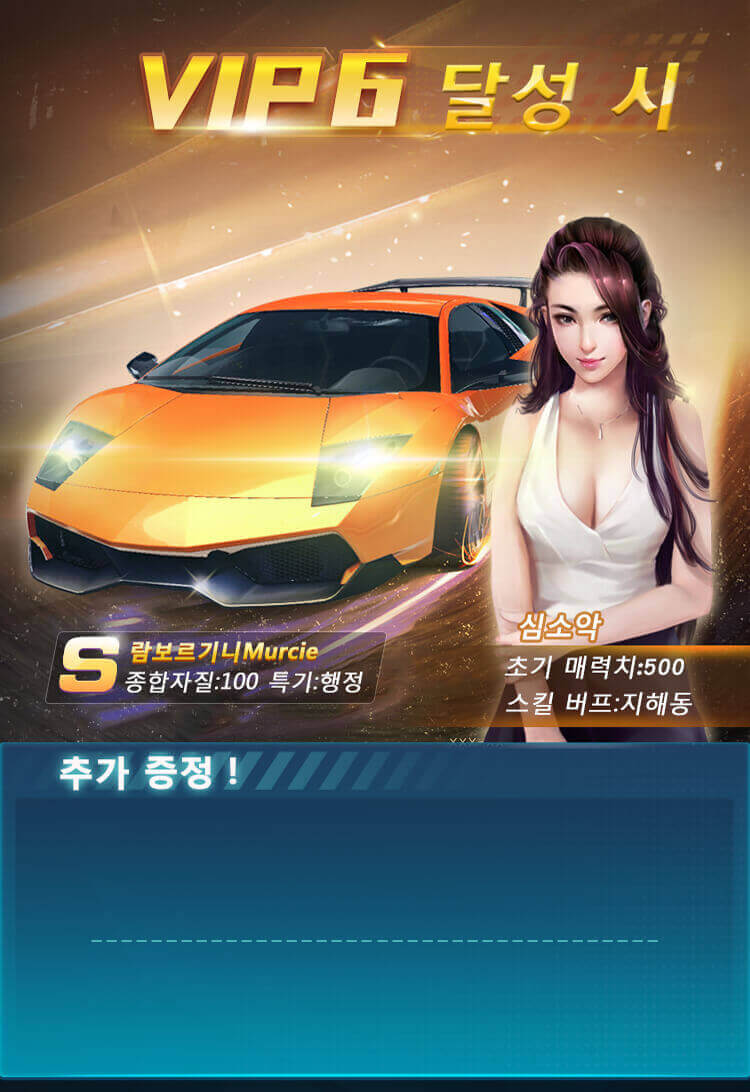 VIP6 달성 시
심소악
S 람보르기니Murcie
종합자질:100 특기:행정
초기 매력치:500
스킬 버프:지해동
추가 증정 !